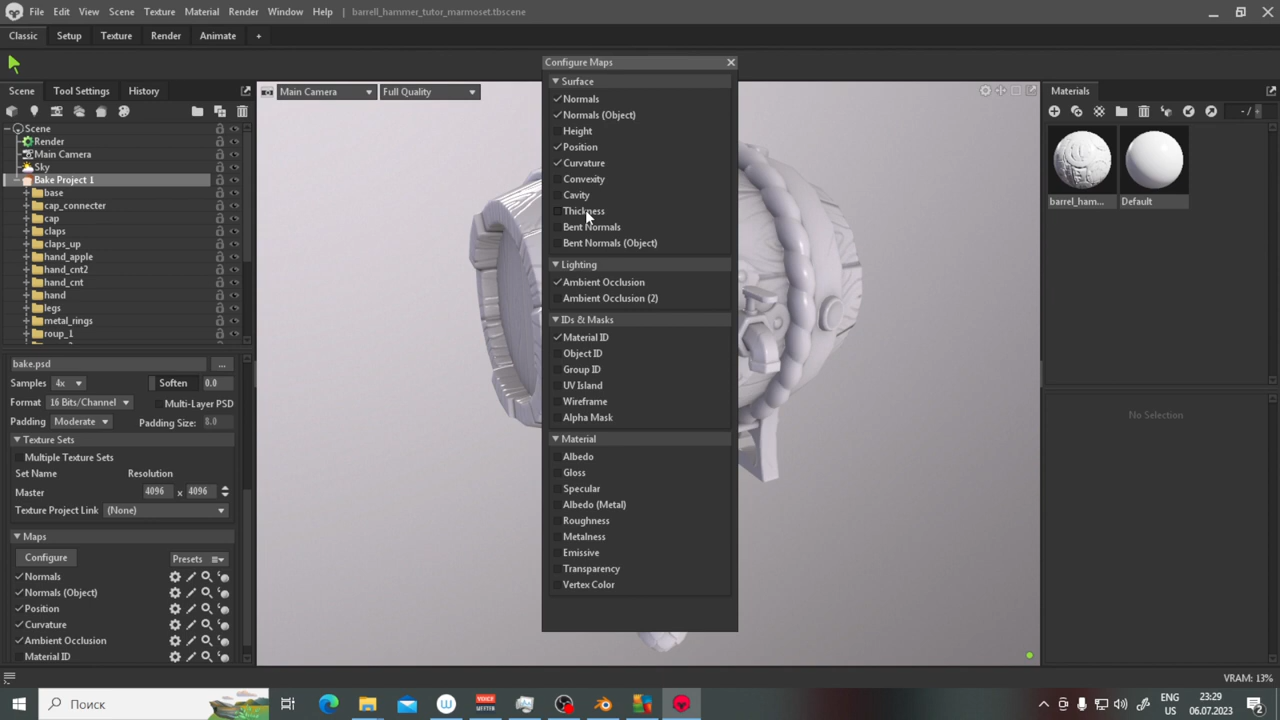 File Edit View Scene Texture Material Render Window Help barrell_hammer_tutor_marmoset.tbscene
Classic Setup Texture Render Animate +
Scene Tool Settings History
Main Camera Full Quality
Configure Maps
Materials
Surface
Normals
Normals (Object)
Height
Position
Curvature
Convexity
Cavity
Thickness
Bent Normals
Bent Normals (Object)
Lighting
Ambient Occlusion
Ambient Occlusion (2)
IDs & Masks
Material ID
Object ID
Group ID
UV Island
Wireframe
Alpha Mask
Material
Albedo
Gloss
Specular
Albedo (Metal)
Roughness
Metalness
Emissive
Transparency
Vertex Color
Scene
Render
Main Camera
Sky
Bake Project 1
base
cap_connecter
cap
claps
claps_up
hand_apple
hand_cnt2
hand_cnt
hand
legs
metal_rings
roup_1
bake.psd ...
Samples 4x Soften 0.0
Format 16 Bits/Channel Multi-Layer PSD
Padding Moderate Padding Size: 8.0
Texture Sets
Multiple Texture Sets
Set Name Resolution
Master 4096 x 4096
Texture Project Link (None)
Maps
Configure Presets
Normals
Normals (Object)
Position
Curvature
Ambient Occlusion
Material ID
- /
barrel_ham... Default
No Selection
VRAM: 13%
Поиск
ENG
US
23:29
06.07.2023
2